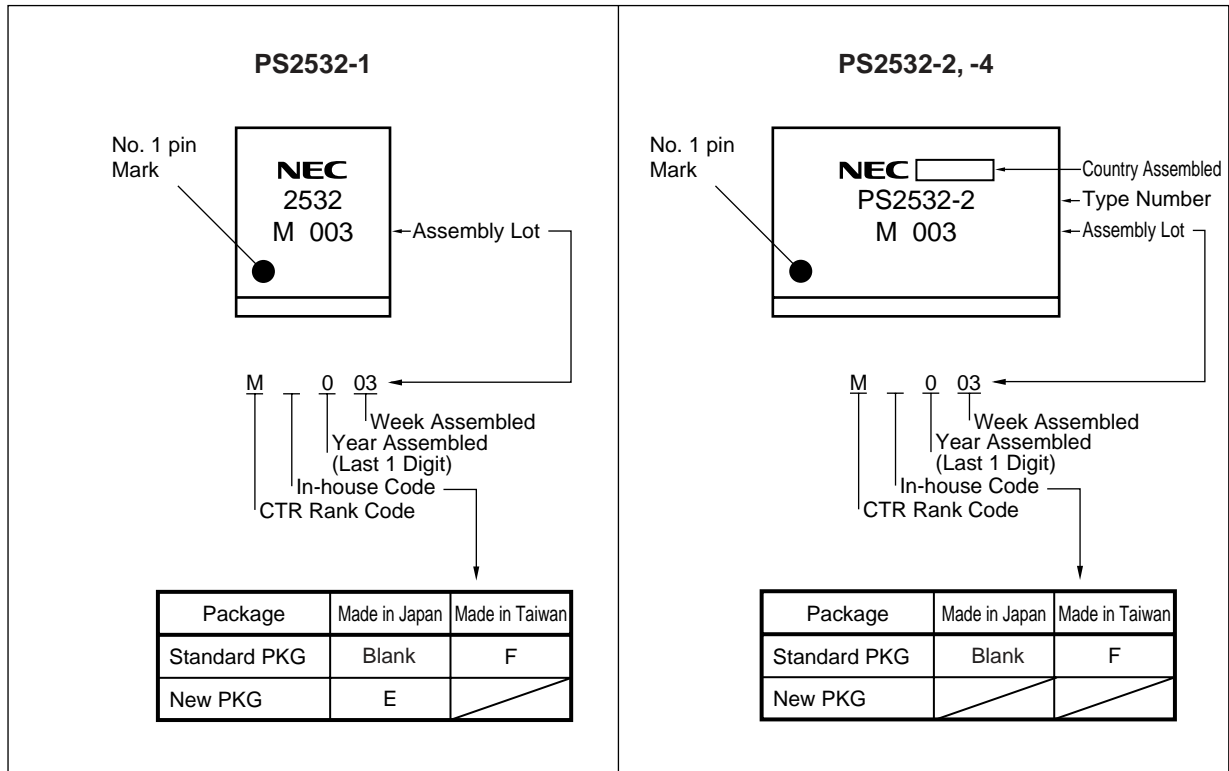 PS2532-1
No. 1 pin
Mark
NEC
2532
M 003
Assembly Lot
M 0 03
Week Assembled
Year Assembled
(Last 1 Digit)
In-house Code
CTR Rank Code
Package Made in Japan Made in Taiwan
Standard PKG Blank F
New PKG E
PS2532-2, -4
No. 1 pin
Mark
NEC
Country Assembled
PS2532-2
Type Number
M 003
Assembly Lot
M 0 03
Week Assembled
Year Assembled
(Last 1 Digit)
In-house Code
CTR Rank Code
Package Made in Japan Made in Taiwan
Standard PKG Blank F
New PKG